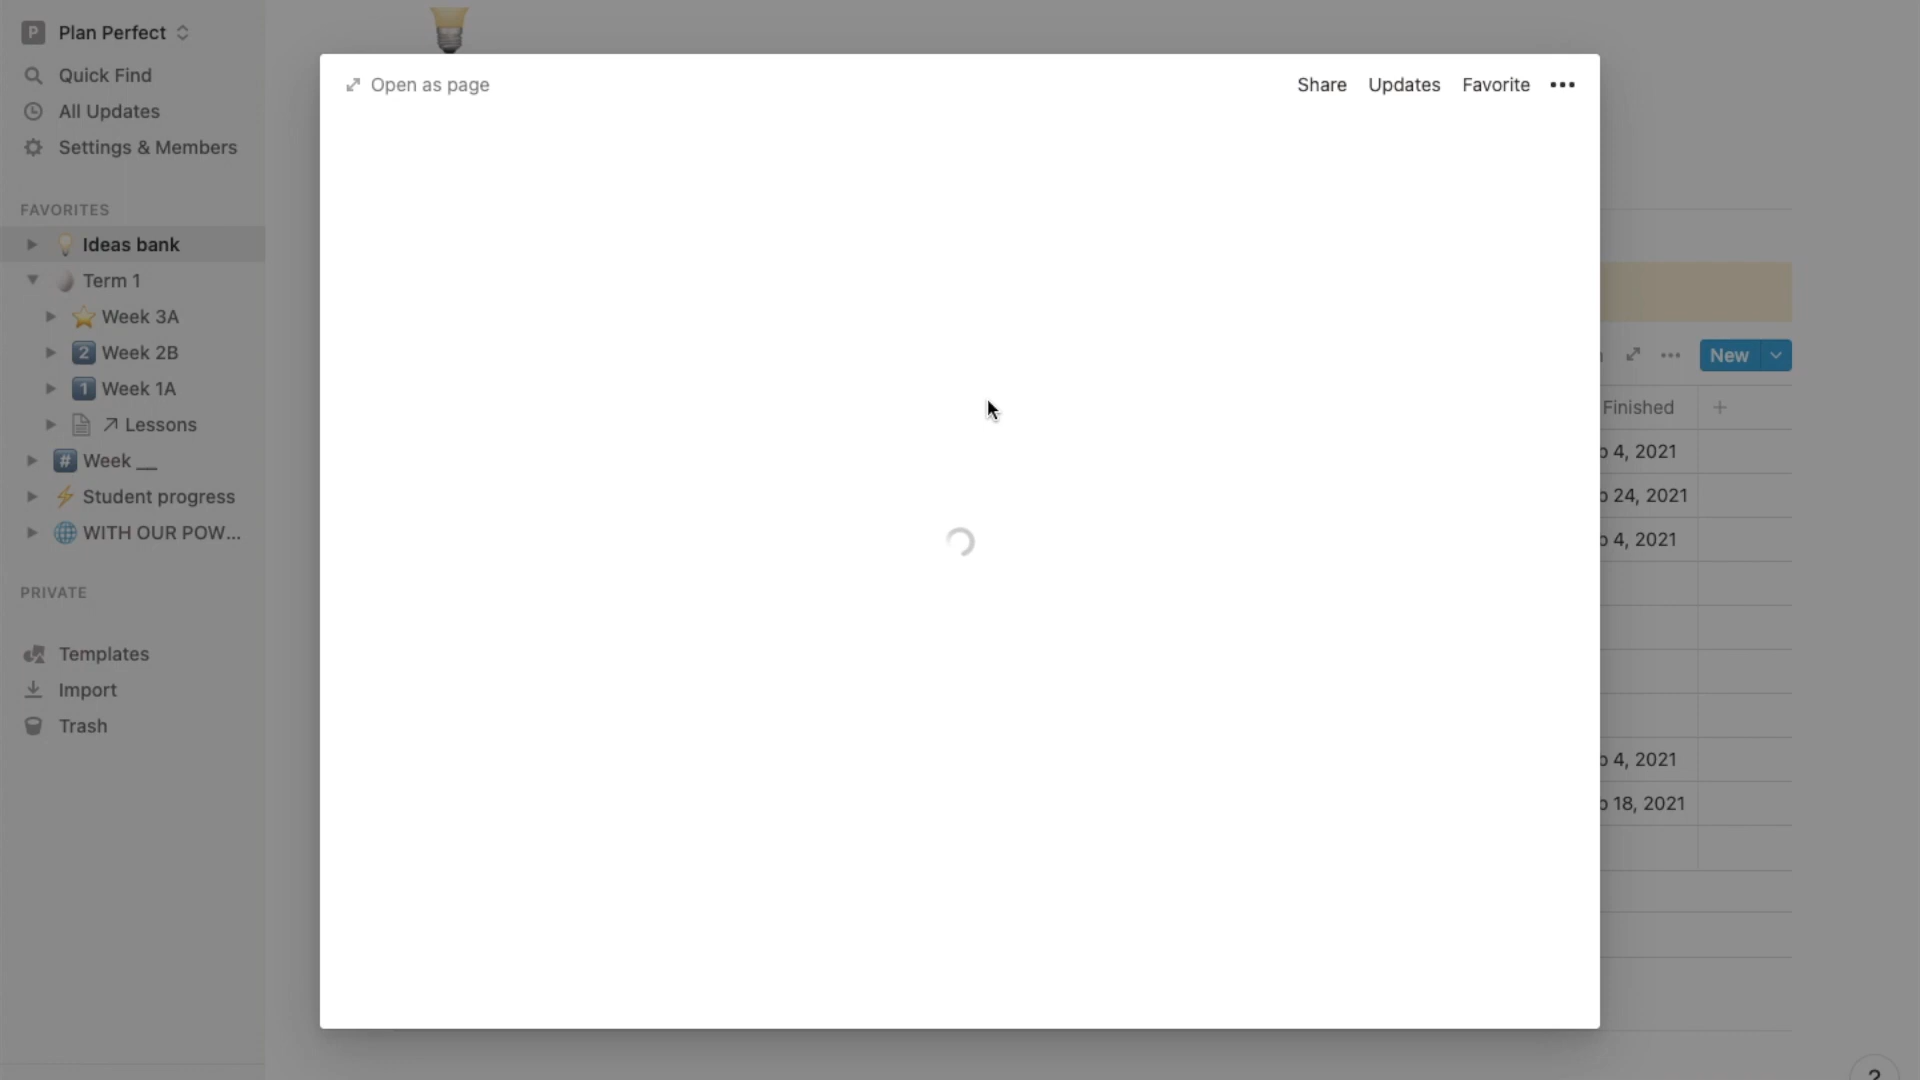 P Plan Perfect
Quick Find
All Updates
Settings & Members
FAVORITES
Ideas bank
Term 1
Week 3A
2 Week 2B
1 Week 1A
Lessons
# Week __
Student progress
WITH OUR POW...
PRIVATE
Templates
Import
Trash
Open as page
Share Updates Favorite
New
Finished
4, 2021
24, 2021
4, 2021
4, 2021
18, 2021
?